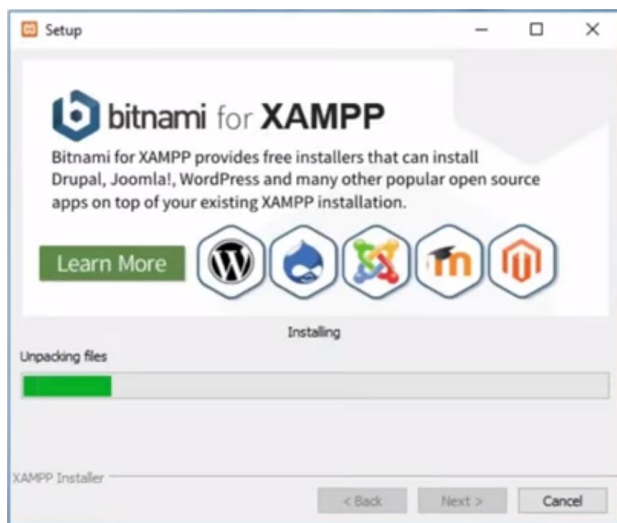 Setup
bitnami for XAMPP
Bitnami for XAMPP provides free installers that can install
Drupal, Joomla!, WordPress and many other popular open source
apps on top of your existing XAMPP installation.
Learn More
Installing
Unpacking files
XAMPP Installer
< Back
Next >
Cancel